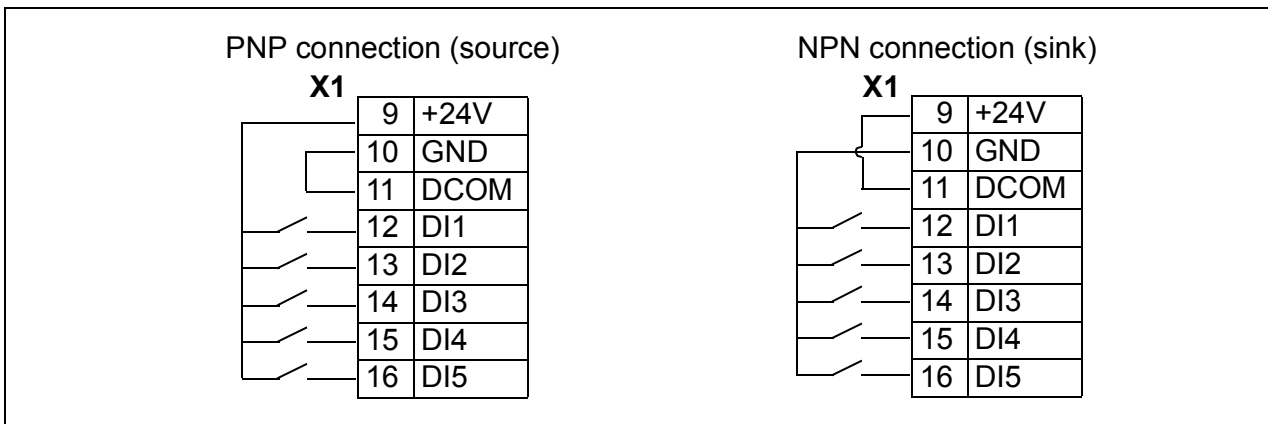 PNP connection (source)
X1
9 +24V
10 GND
11 DCOM
12 DI1
13 DI2
14 DI3
15 DI4
16 DI5
NPN connection (sink)
X1
9 +24V
10 GND
11 DCOM
12 DI1
13 DI2
14 DI3
15 DI4
16 DI5